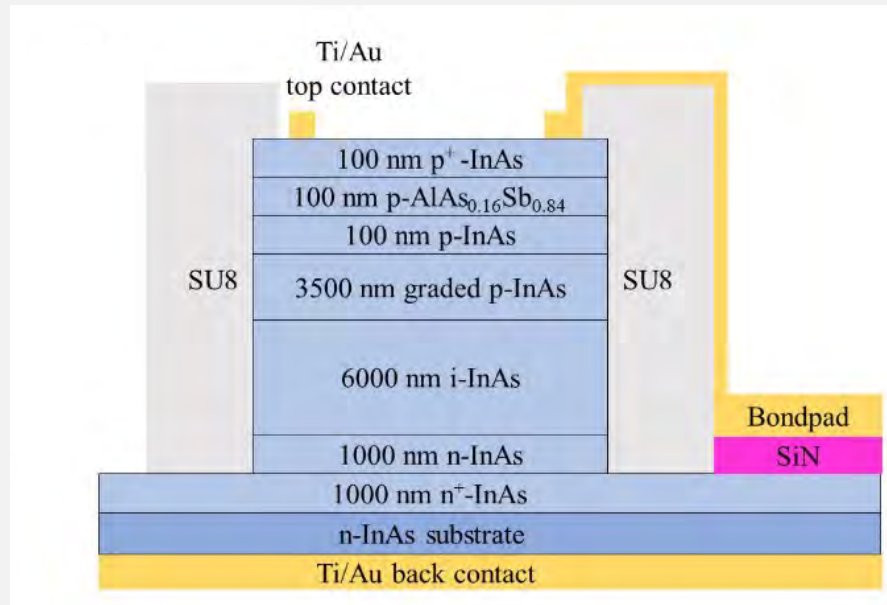 Ti/Au
top contact
100 nm p⁺ -InAs
100 nm p-AlAs₀.₁₆Sb₀.₈₄
100 nm p-InAs
SU8
3500 nm graded p-InAs
SU8
6000 nm i-InAs
Bondpad
1000 nm n-InAs
SiN
1000 nm n⁺-InAs
n-InAs substrate
Ti/Au back contact